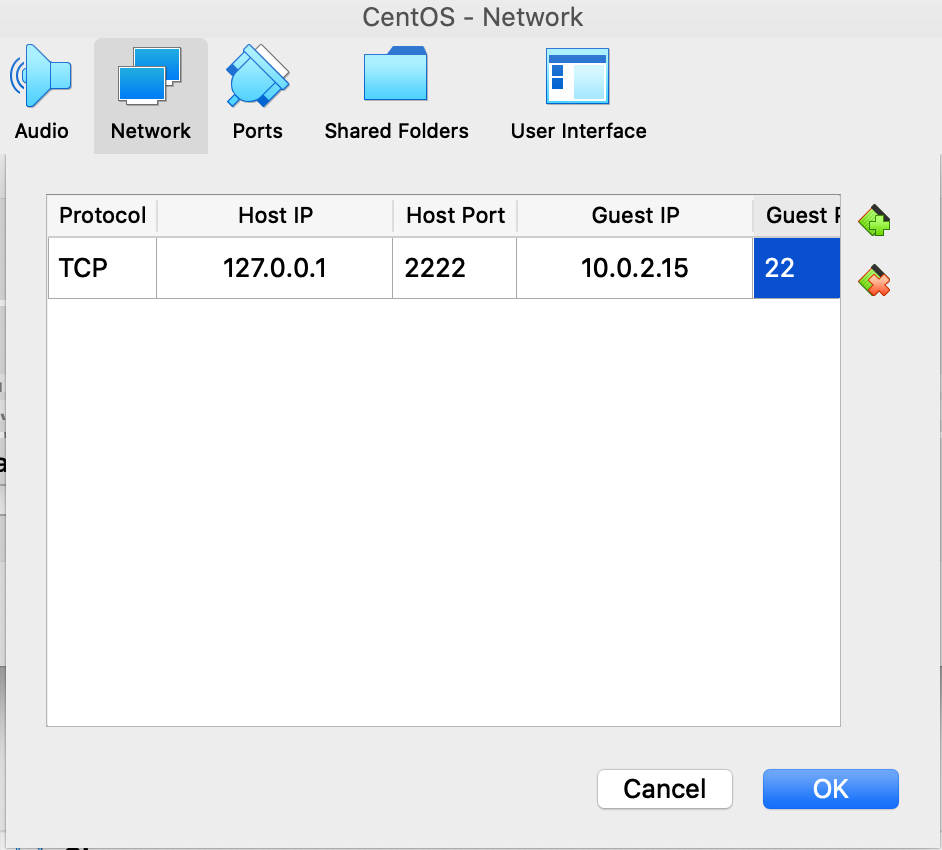 CentOS - Network
Audio Network Ports Shared Folders User Interface
Protocol Host IP Host Port Guest IP Guest
TCP 127.0.0.1 2222 10.0.2.15 22
Cancel OK